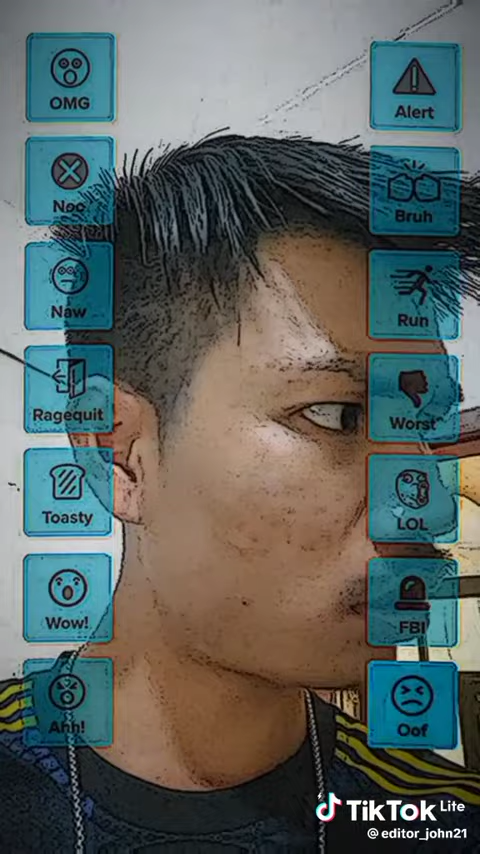 OMG
Alert
Noo
Bruh
Naw
Run
Ragequit
Worst
Toasty
LOL
Wow!
FBI
Ahh!
Oof
TikTok Lite
@editor_john21